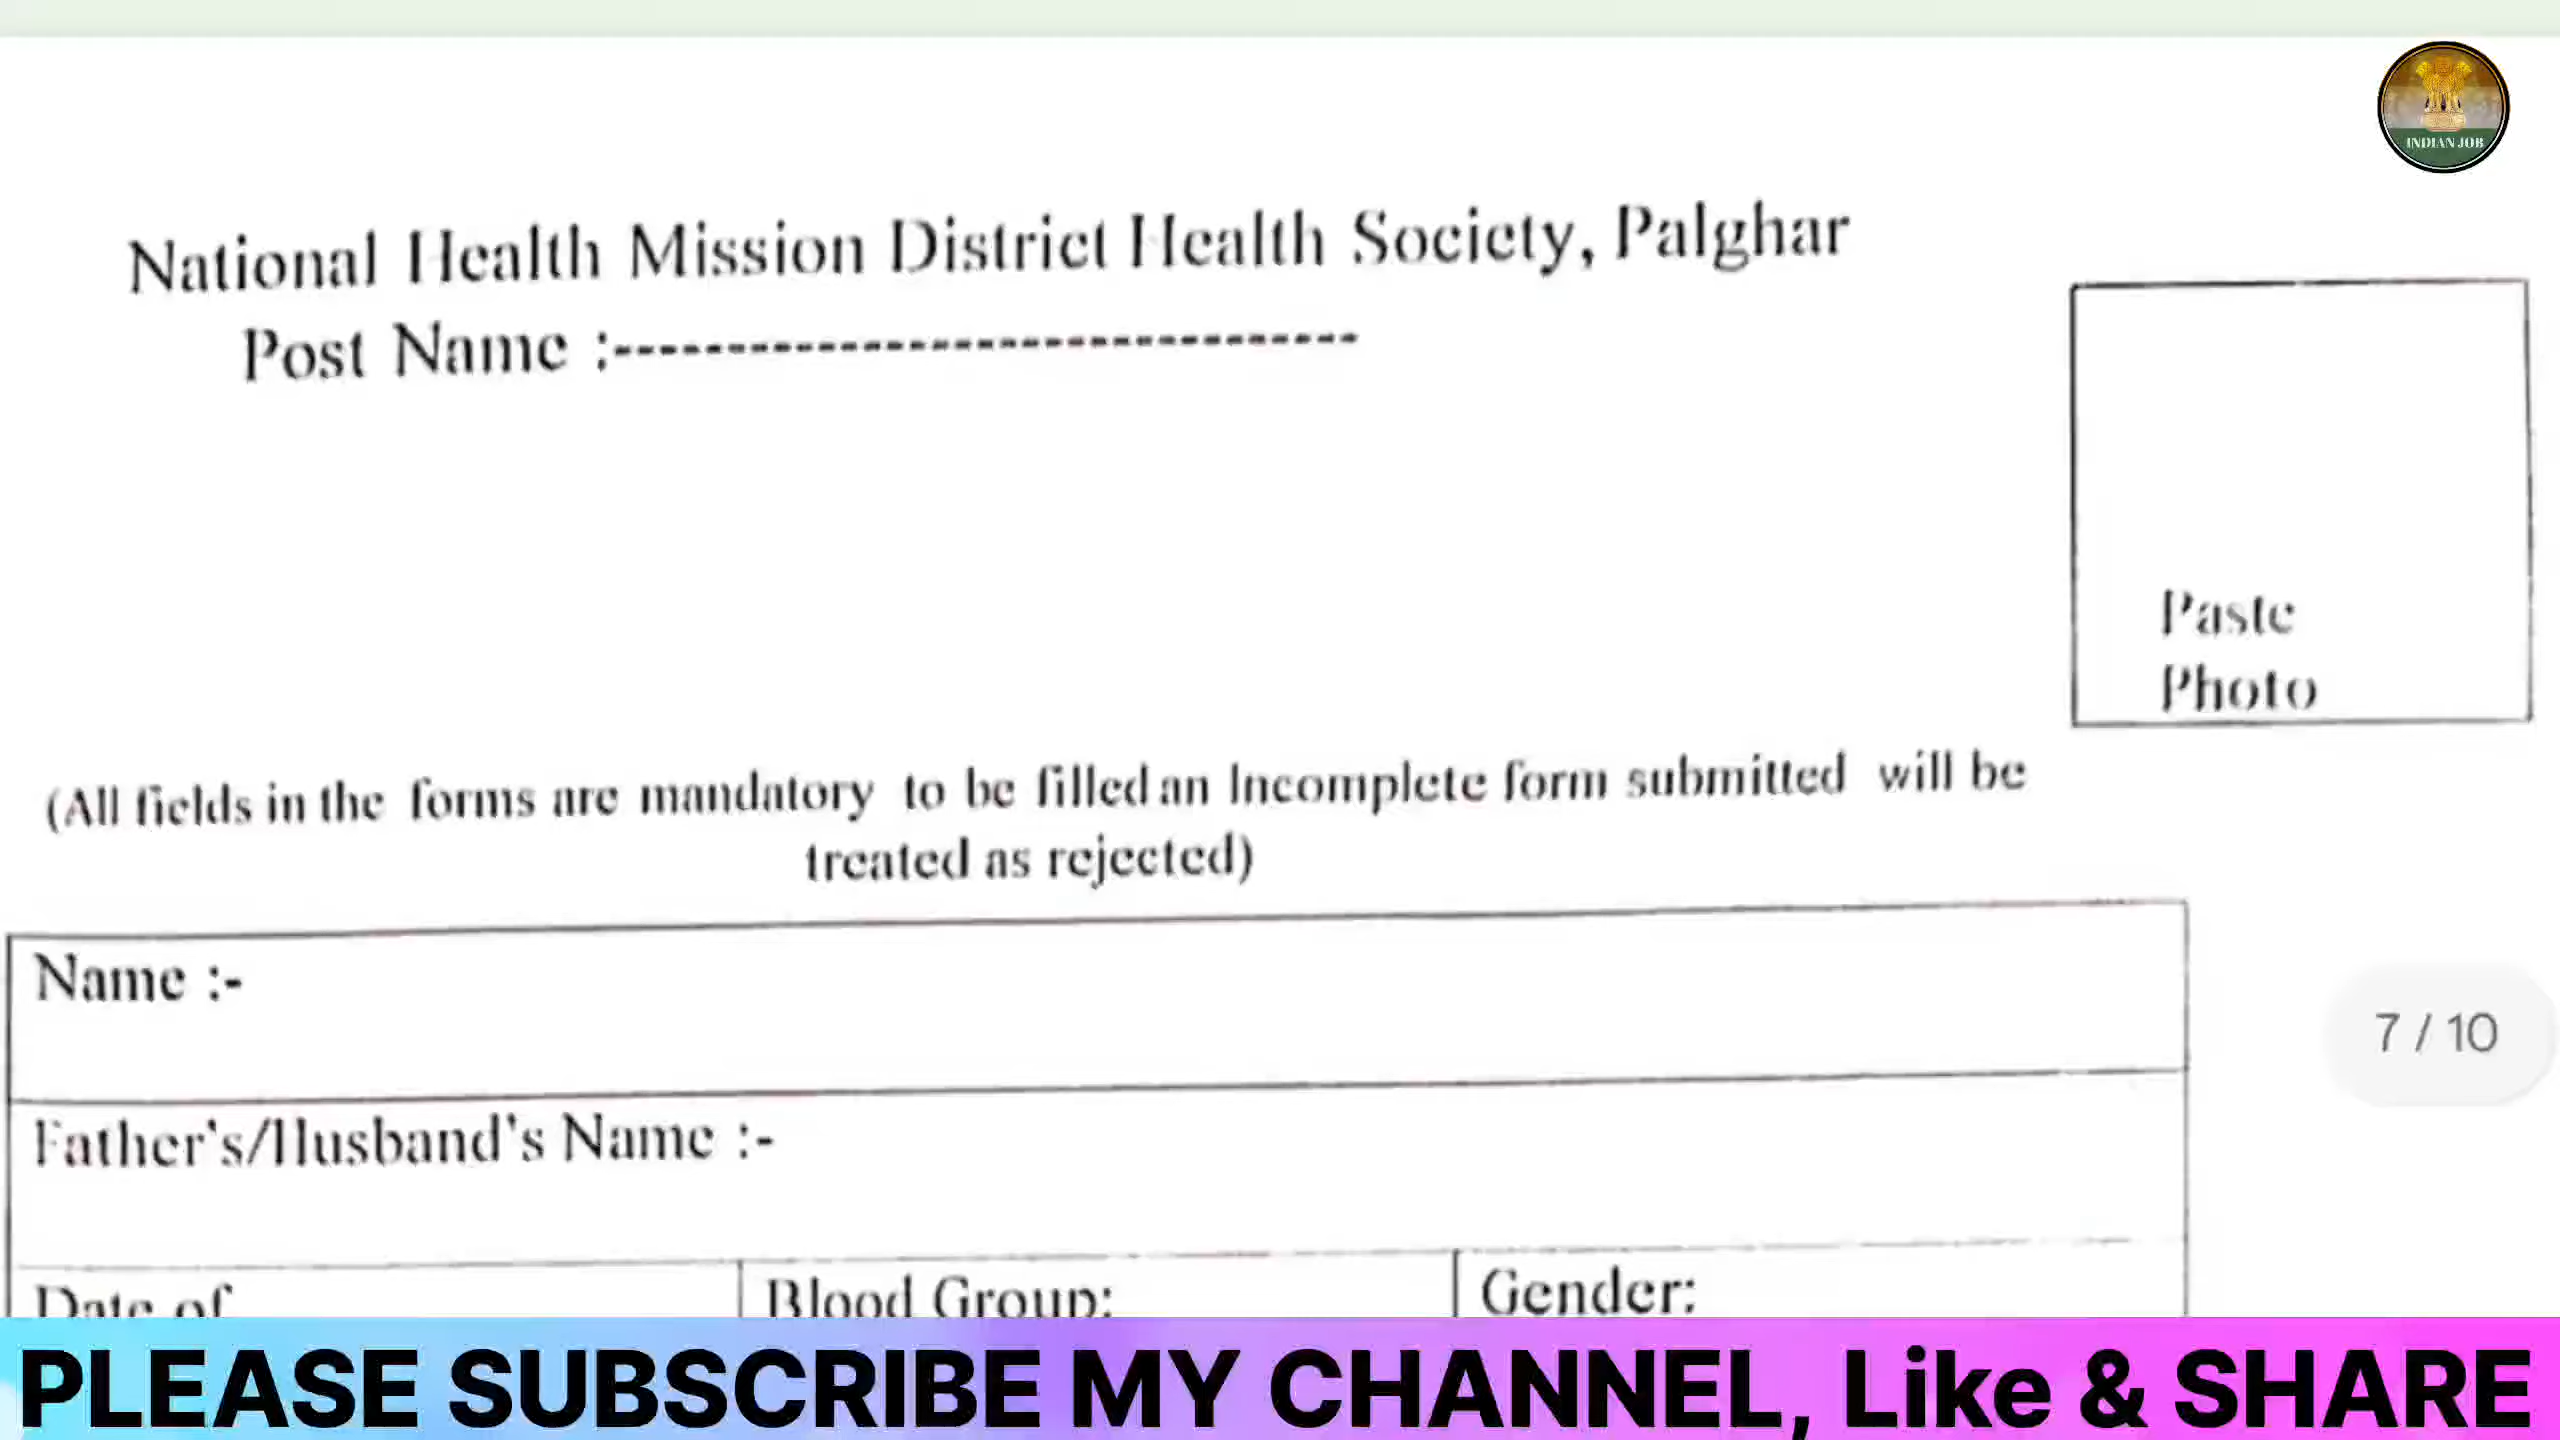 INDIAN JOB
National Health Mission District Health Society, Palghar
Post Name :---------------------------------
Paste
Photo
(All fields in the forms are mandatory to be filled an Incomplete form submitted will be
treated as rejected)
Name :-
7 / 10
Father's/Husband's Name :-
Date of
Blood Group:
Gender:
PLEASE SUBSCRIBE MY CHANNEL, Like & SHARE